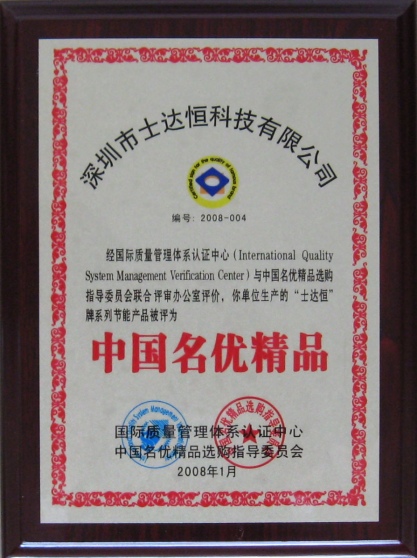 深圳市士达恒科技有限公司
编号: 2008-004
经国际质量管理体系认证中心(International Quality
System Management Verification Center)与中国名优精品选购
指导委员会联合评审办公室评价，你单位生产的“士达恒”
牌系列节能产品被评为
中国名优精品
国际质量管理体系认证中心
中国名优精品选购指导委员会
2008年1月